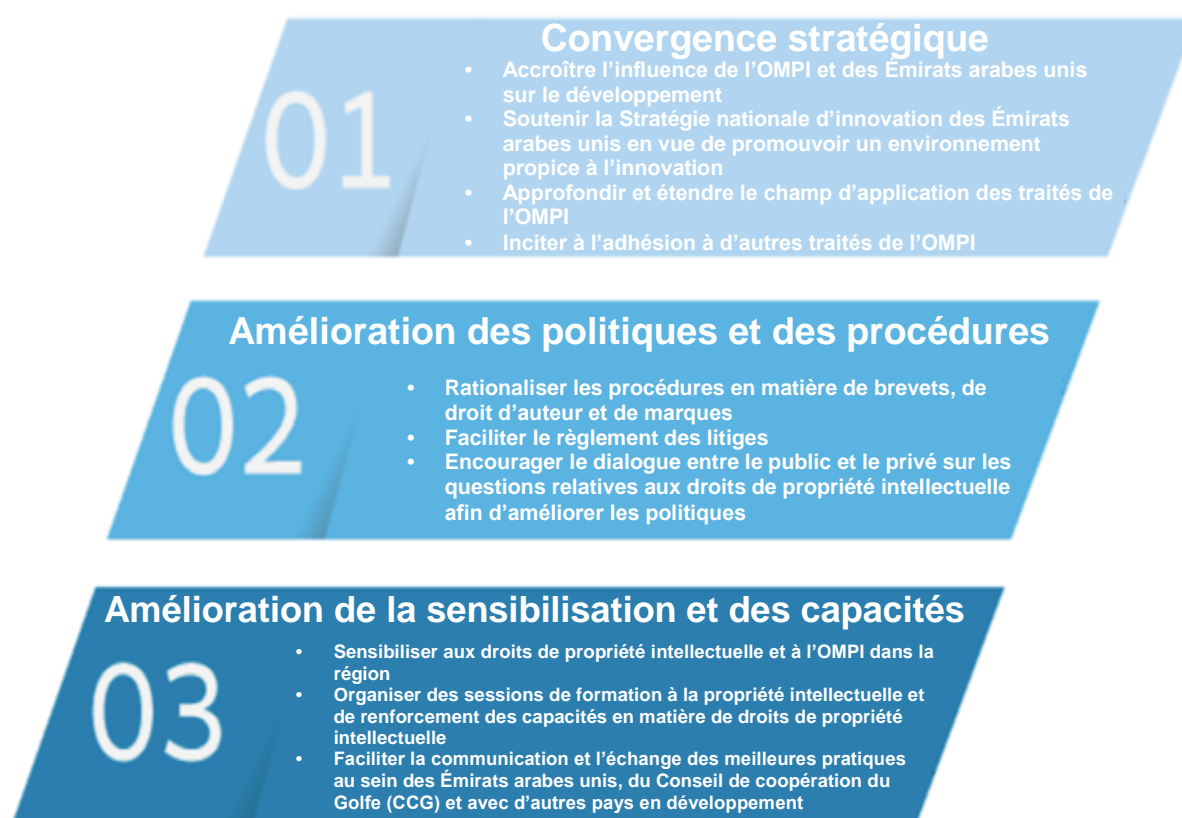 Convergence stratégique
01
• Accroître l’influence de l’OMPI et des Émirats arabes unis
sur le développement
• Soutenir la Stratégie nationale d’innovation des Émirats
arabes unis en vue de promouvoir un environnement
propice à l’innovation
• Approfondir et étendre le champ d’application des traités de
l’OMPI
• Inciter à l’adhésion à d’autres traités de l’OMPI
Amélioration des politiques et des procédures
02
• Rationaliser les procédures en matière de brevets, de
droit d’auteur et de marques
• Faciliter le règlement des litiges
• Encourager le dialogue entre le public et le privé sur les
questions relatives aux droits de propriété intellectuelle
afin d’améliorer les politiques
Amélioration de la sensibilisation et des capacités
03
• Sensibiliser aux droits de propriété intellectuelle et à l’OMPI dans la
région
• Organiser des sessions de formation à la propriété intellectuelle et
de renforcement des capacités en matière de droits de propriété
intellectuelle
• Faciliter la communication et l’échange des meilleures pratiques
au sein des Émirats arabes unis, du Conseil de coopération du
Golfe (CCG) et avec d’autres pays en développement